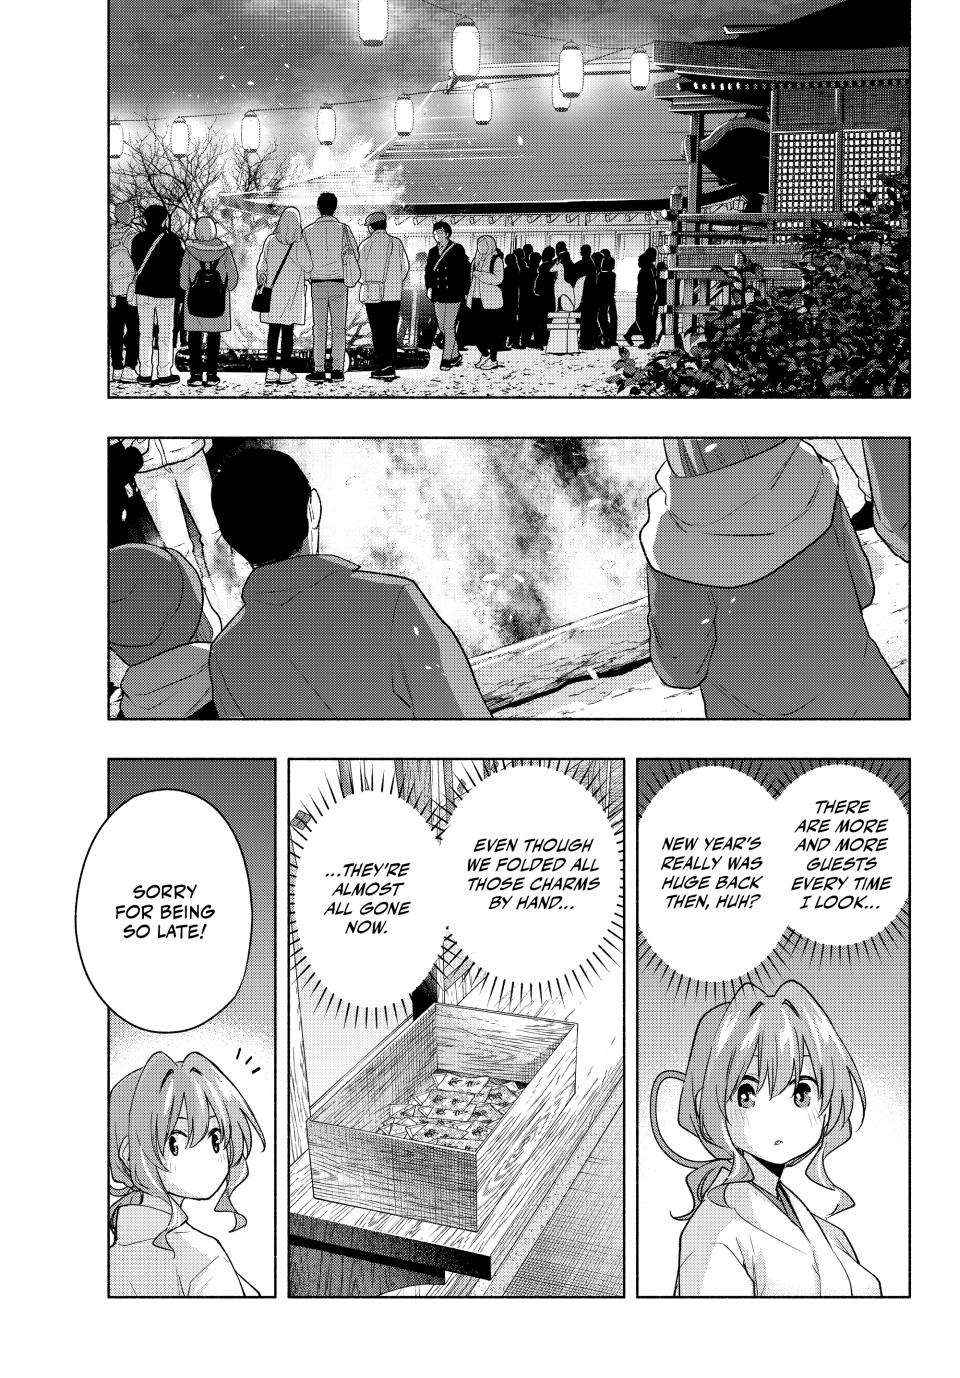 THERE
ARE MORE
AND MORE
GUESTS
EVERY TIME
I LOOK...
NEW YEAR'S
REALLY WAS
HUGE BACK
THEN, HUH?
EVEN THOUGH
WE FOLDED ALL
THOSE CHARMS
BY HAND...
...THEY'RE
ALMOST
ALL GONE
NOW.
SORRY
FOR BEING
SO LATE!